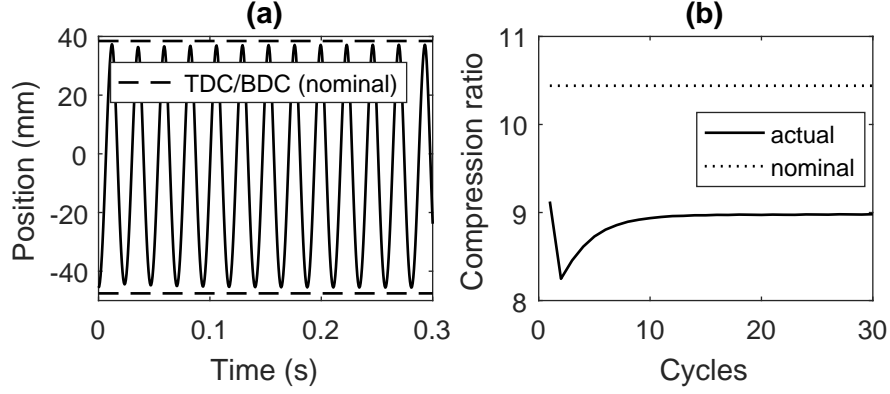 (a)
40
20
0
-20
-40
Position (mm)
TDC/BDC (nominal)
0
0.1
0.2
0.3
Time (s)
(b)
11
10
9
8
Compression ratio
actual
nominal
0
10
20
30
Cycles